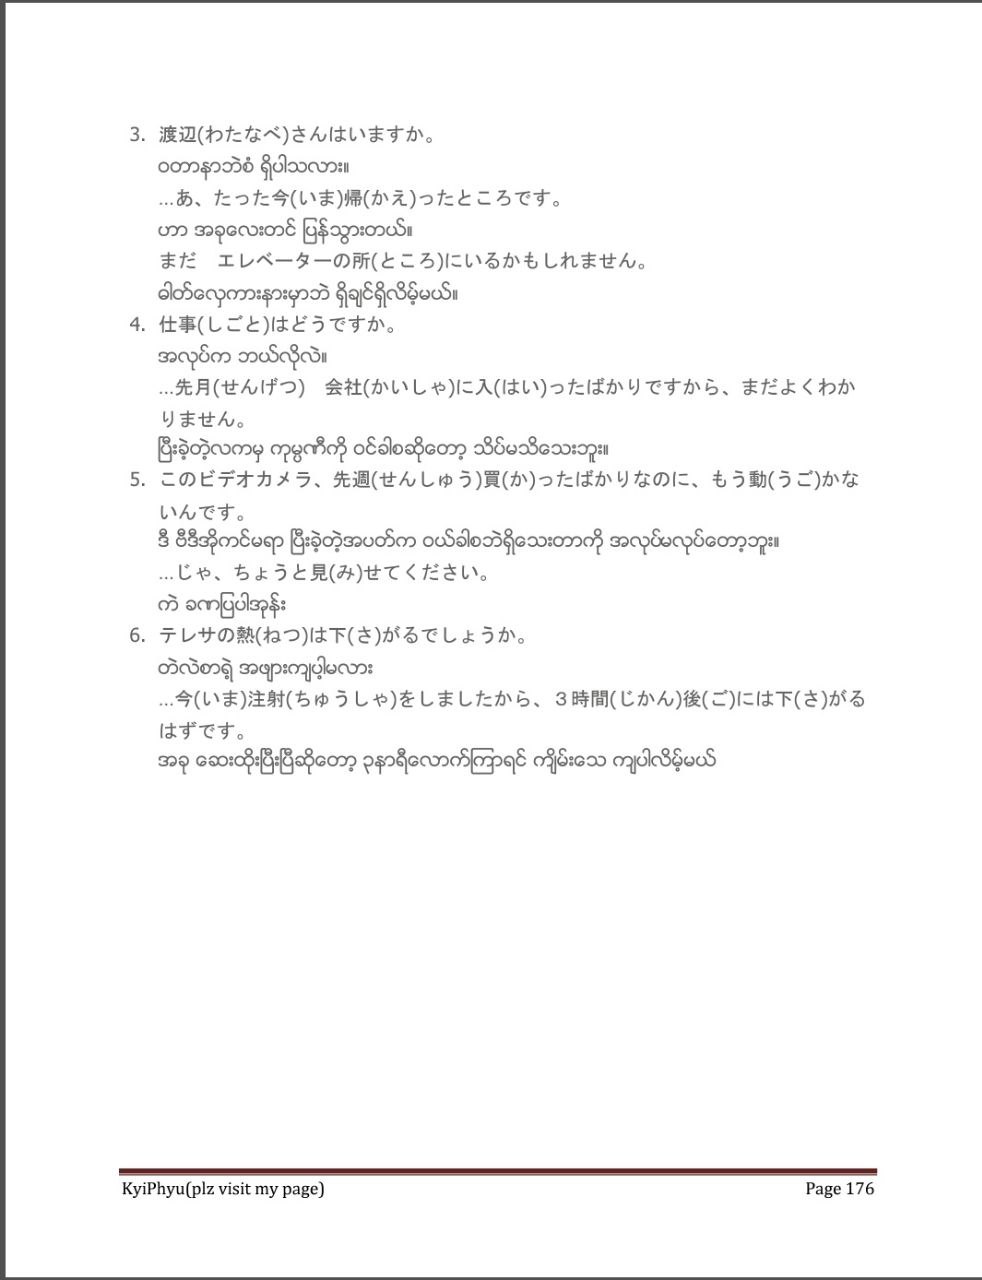 3. 渡辺(わたなべ)さんはいますか。
ဝတာနာဘဲစံ ရှိပါသလား။
...あ、たった今(いま)帰(かえ)ったところです。
ဟာ အခုလေးတင် ပြန်သွားတယ်။
まだ　エレベーターの所(ところ)にいるかもしれません。
ဓါတ်လှေကားနားမှာဘဲ ရှိချင်ရှိလိမ့်မယ်။
4. 仕事(しごと)はどうですか。
အလုပ်က ဘယ်လိုလဲ။
...先月(せんげつ)　会社(かいしゃ)に入(はい)ったばかりですから、まだよくわか
りません。
ပြီးခဲ့တဲ့လကမှ ကုမ္ပဏီကို ဝင်ခါစဆိုတော့ သိပ်မသိသေးဘူး။
5. このビデオカメラ、先週(せんしゅう)買(か)ったばかりなのに、もう動(うご)かな
いんです。
ဒီ ဗီဒီအိုကင်မရာ ပြီးခဲ့တဲ့အပတ်က ဝယ်ခါစဘဲရှိသေးတာကို အလုပ်မလုပ်တော့ဘူး။
...じゃ、ちょうと見(み)せてください。
ကဲ ခဏပြပါအုန်း
6. テレサの熱(ねつ)は下(さ)がるでしょうか。
တဲလဲစာရဲ့ အဖျားကျပါ့မလား
...今(いま)注射(ちゅうしゃ)をしましたから、３時間(じかん)後(ご)には下(さ)がる
はずです。
အခု ဆေးထိုးပြီးပြီဆိုတော့ ၃နာရီလောက်ကြာရင် ကျိမ်းသေ ကျပါလိမ့်မယ်
KyiPhyu(plz visit my page)
Page 176